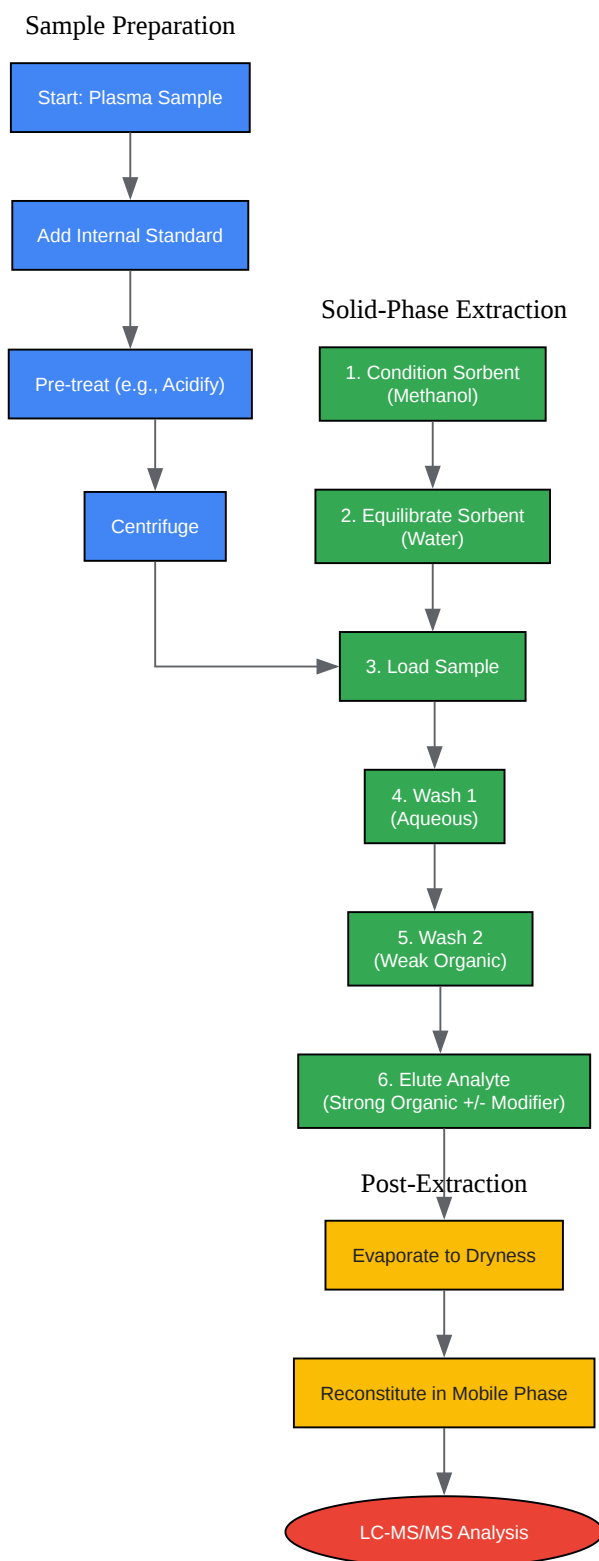 Sample Preparation
Start: Plasma Sample
Add Internal Standard
Pre-treat (e.g., Acidify)
Centrifuge
Solid-Phase Extraction
1. Condition Sorbent
(Methanol)
2. Equilibrate Sorbent
(Water)
3. Load Sample
4. Wash 1
(Aqueous)
5. Wash 2
(Weak Organic)
6. Elute Analyte
(Strong Organic +/- Modifier)
Post-Extraction
Evaporate to Dryness
Reconstitute in Mobile Phase
LC-MS/MS Analysis